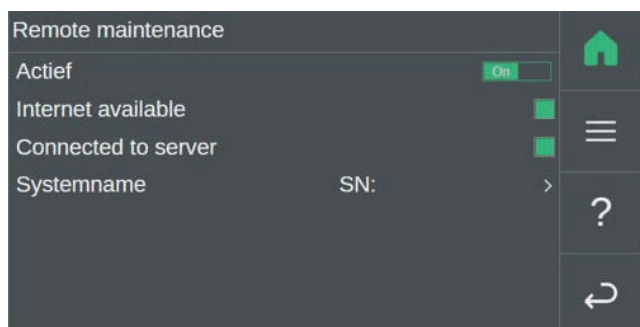 Remote maintenance
Actief On
Internet available
Connected to server
Systemname SN: >
?